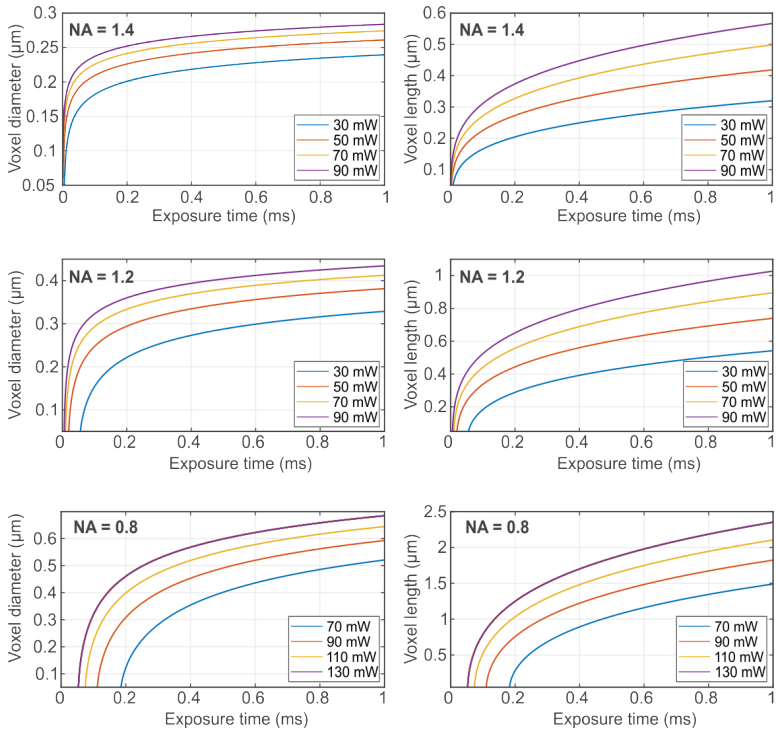 NA = 1.4
Voxel diameter (µm)
0.3
0.25
0.2
0.15
0.1
0.05
30 mW
50 mW
70 mW
90 mW
0 0.2 0.4 0.6 0.8 1
Exposure time (ms)
NA = 1.4
Voxel length (µm)
0.6
0.5
0.4
0.3
0.2
0.1
30 mW
50 mW
70 mW
90 mW
0 0.2 0.4 0.6 0.8 1
Exposure time (ms)
NA = 1.2
Voxel diameter (µm)
0.4
0.3
0.2
0.1
30 mW
50 mW
70 mW
90 mW
0 0.2 0.4 0.6 0.8 1
Exposure time (ms)
NA = 1.2
Voxel length (µm)
1
0.8
0.6
0.4
0.2
30 mW
50 mW
70 mW
90 mW
0 0.2 0.4 0.6 0.8 1
Exposure time (ms)
NA = 0.8
Voxel diameter (µm)
0.6
0.5
0.4
0.3
0.2
0.1
70 mW
90 mW
110 mW
130 mW
0 0.2 0.4 0.6 0.8 1
Exposure time (ms)
NA = 0.8
Voxel length (µm)
2.5
2
1.5
1
0.5
70 mW
90 mW
110 mW
130 mW
0 0.2 0.4 0.6 0.8 1
Exposure time (ms)